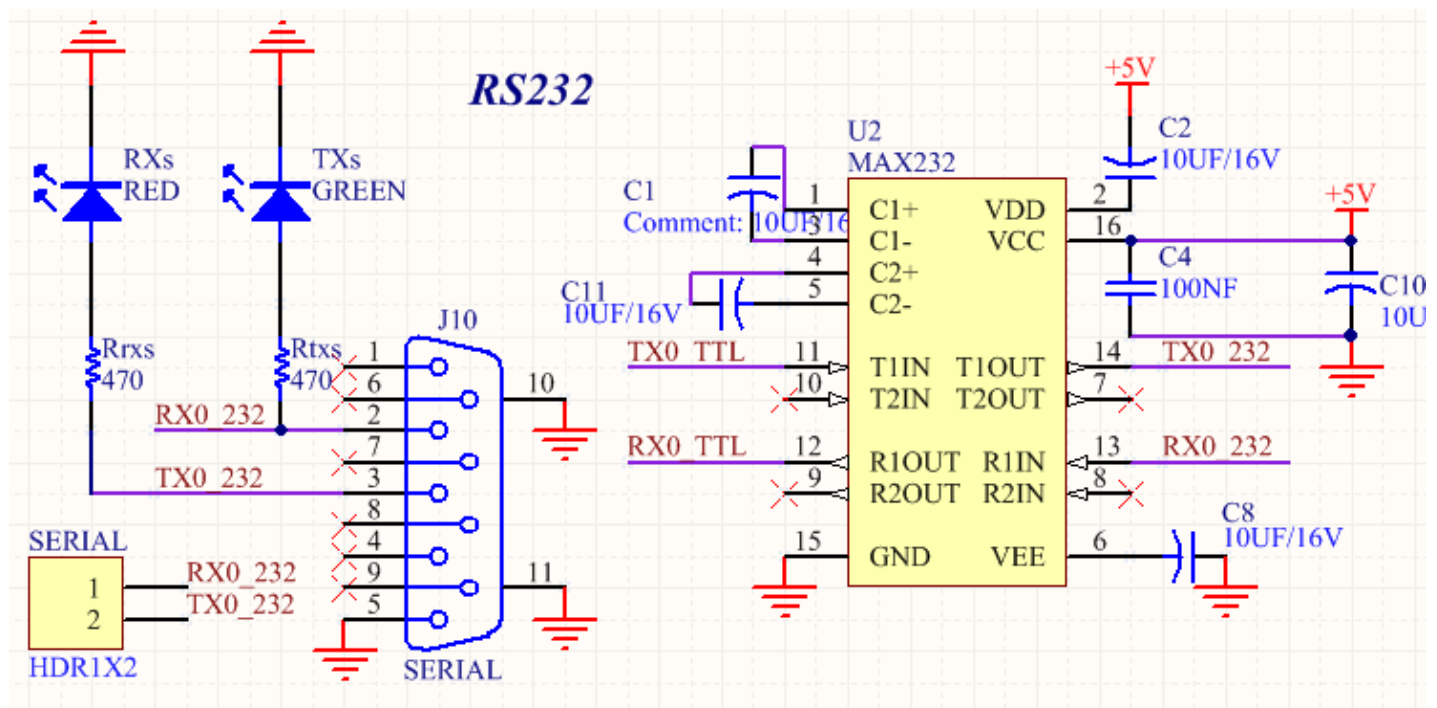 RS232
RXs
RED
TXs
GREEN
Rrxs
470
Rtxs
470
RX0_232
TX0_232
J10
1
6
2
7
3
8
4
9
5
10
11
SERIAL
SERIAL
1
2
RX0_232
TX0_232
HDR1X2
U2
MAX232
C1
Comment: 10UF/16
C11
10UF/16V
+5V
C2
10UF/16V
+5V
C4
100NF
C10
10U
1 C1+ VDD 2
3 C1- VCC 16
4 C2+
5 C2-
TX0_TTL 11 T1IN T1OUT 14 TX0_232
10 T2IN T2OUT 7
RX0_TTL 12 R1OUT R1IN 13 RX0_232
9 R2OUT R2IN 8
15 GND VEE 6
C8
10UF/16V